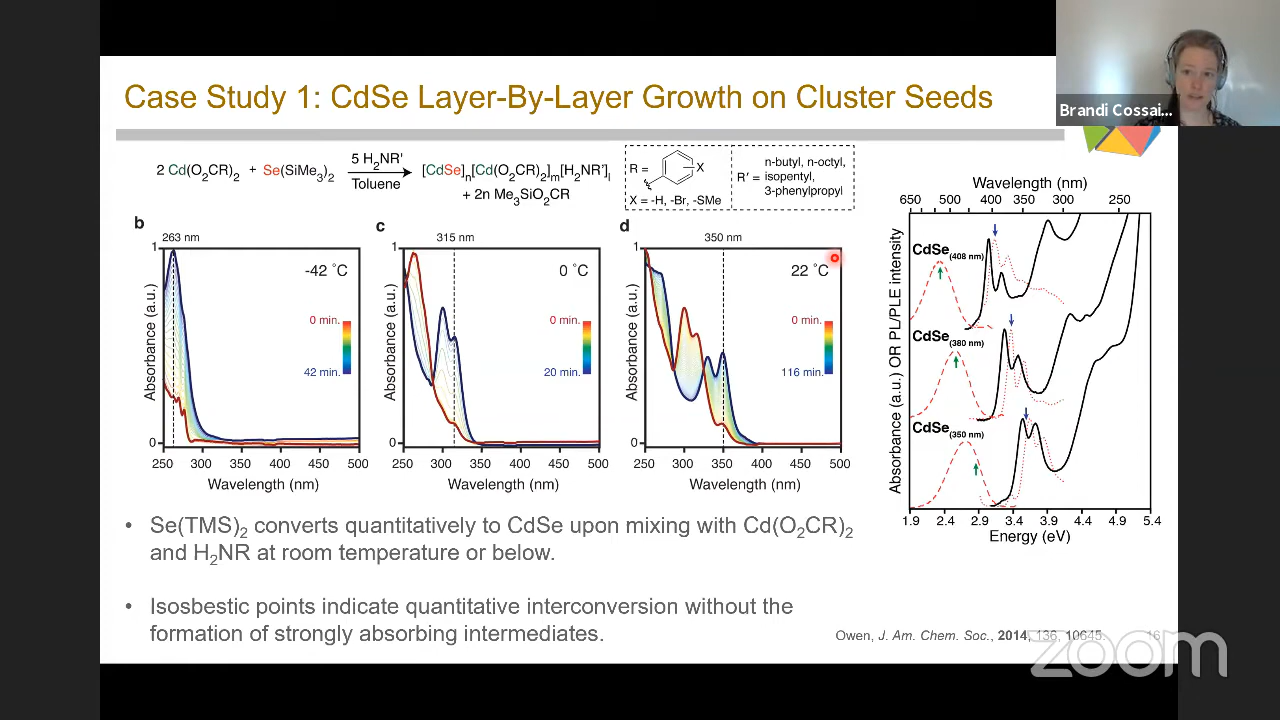 Case Study 1: CdSe Layer-By-Layer Growth on Cluster Seeds
Brandi Cossai...
2 Cd(O2CR)2 + Se(SiMe3)2
5 H2NR'
Toluene
[CdSe]n[Cd(O2CR)2]m[H2NR']l
+ 2n Me3SiO2CR
R =
X
X = -H, -Br, -SMe
R' =
n-butyl, n-octyl,
isopentyl,
3-phenylpropyl
b
263 nm
1
-42 °C
0 min.
42 min.
0
Absorbance (a.u.)
250 300 350 400 450 500
Wavelength (nm)
c
315 nm
1
0 °C
0 min.
20 min.
0
Absorbance (a.u.)
250 300 350 400 450 500
Wavelength (nm)
d
350 nm
1
22 °C
0 min.
116 min.
0
Absorbance (a.u.)
250 300 350 400 450 500
Wavelength (nm)
Wavelength (nm)
650 500 400 350 300 250
CdSe(408 nm)
CdSe(380 nm)
CdSe(350 nm)
Absorbance (a.u.) OR PL/PLE intensity
1.9 2.4 2.9 3.4 3.9 4.4 4.9 5.4
Energy (eV)
• Se(TMS)2 converts quantitatively to CdSe upon mixing with Cd(O2CR)2
and H2NR at room temperature or below.
• Isosbestic points indicate quantitative interconversion without the
formation of strongly absorbing intermediates.
Owen, J. Am. Chem. Soc., 2014, 136, 10645.
16
zoom